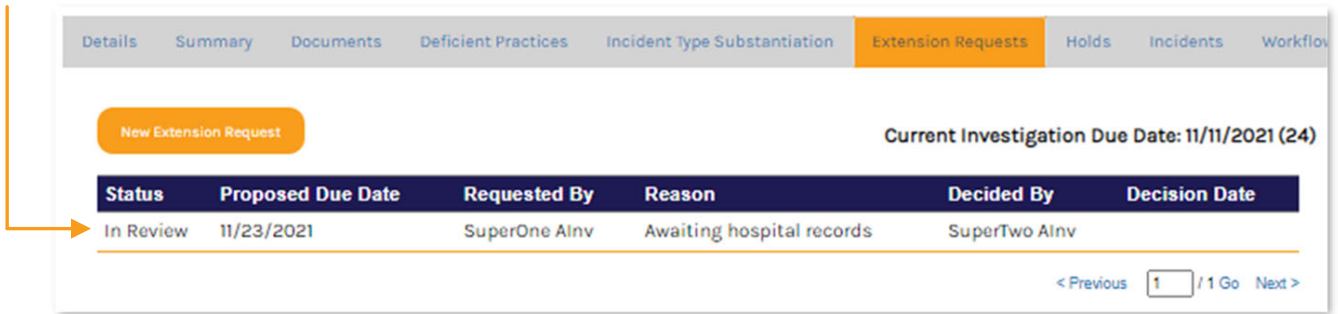 Details Summary Documents Deficient Practices Incident Type Substantiation Extension Requests Holds Incidents Workflow
New Extension Request
Current Investigation Due Date: 11/11/2021 (24)
Status Proposed Due Date Requested By Reason Decided By Decision Date
In Review 11/23/2021 SuperOne AInv Awaiting hospital records SuperTwo AInv
< Previous 1 / 1 Go Next >